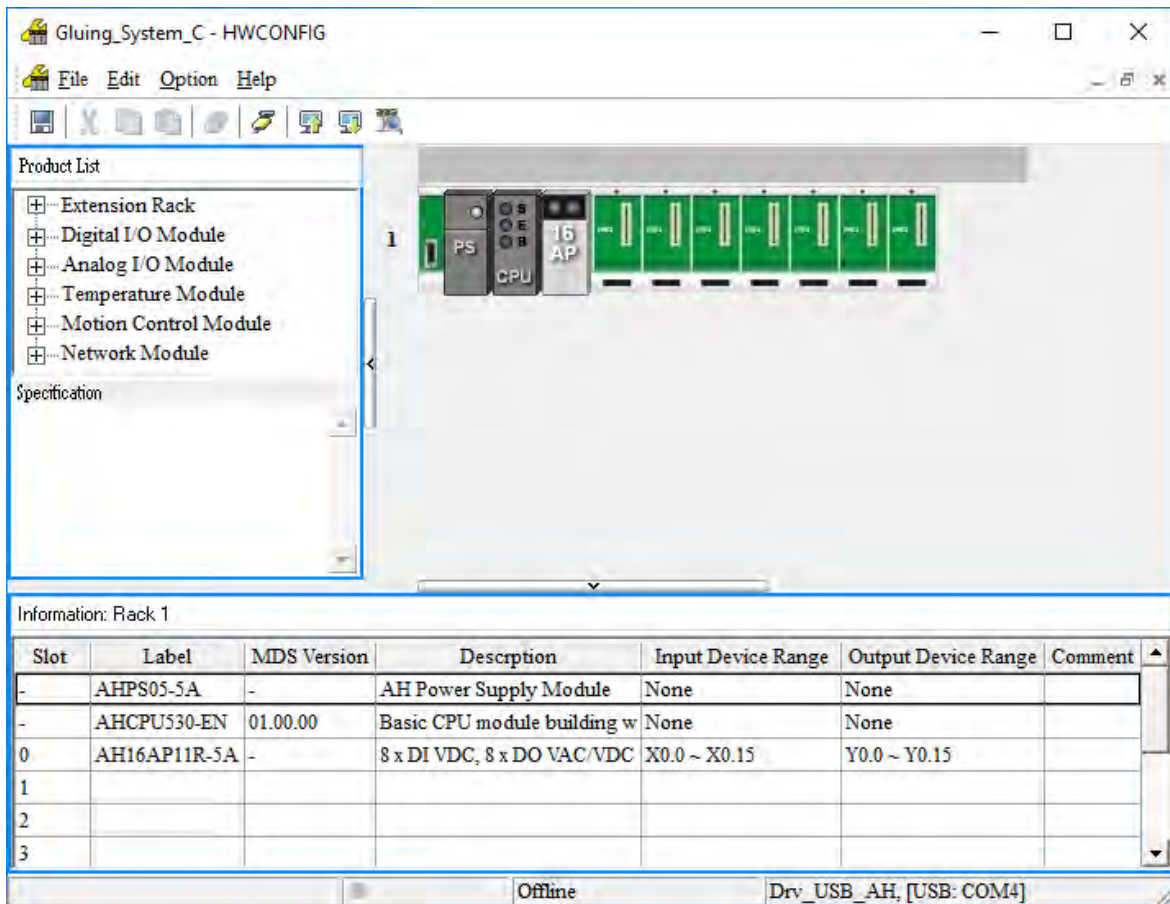 Gluing_System_C - HWCONFIG
File Edit Option Help
Product List
Extension Rack
Digital I/O Module
Analog I/O Module
Temperature Module
Motion Control Module
Network Module
Specification
1
PS
S
E
B
CPU
16
AP
Information: Rack 1
Slot Label MDS Version Descrption Input Device Range Output Device Range Comment
- AHPS05-5A - AH Power Supply Module None None
- AHCPU530-EN 01.00.00 Basic CPU module building w None None
0 AH16AP11R-5A - 8 x DI VDC, 8 x DO VAC/VDC X0.0 ~ X0.15 Y0.0 ~ Y0.15
1
2
3
Offline Drv_USB_AH, [USB: COM4]